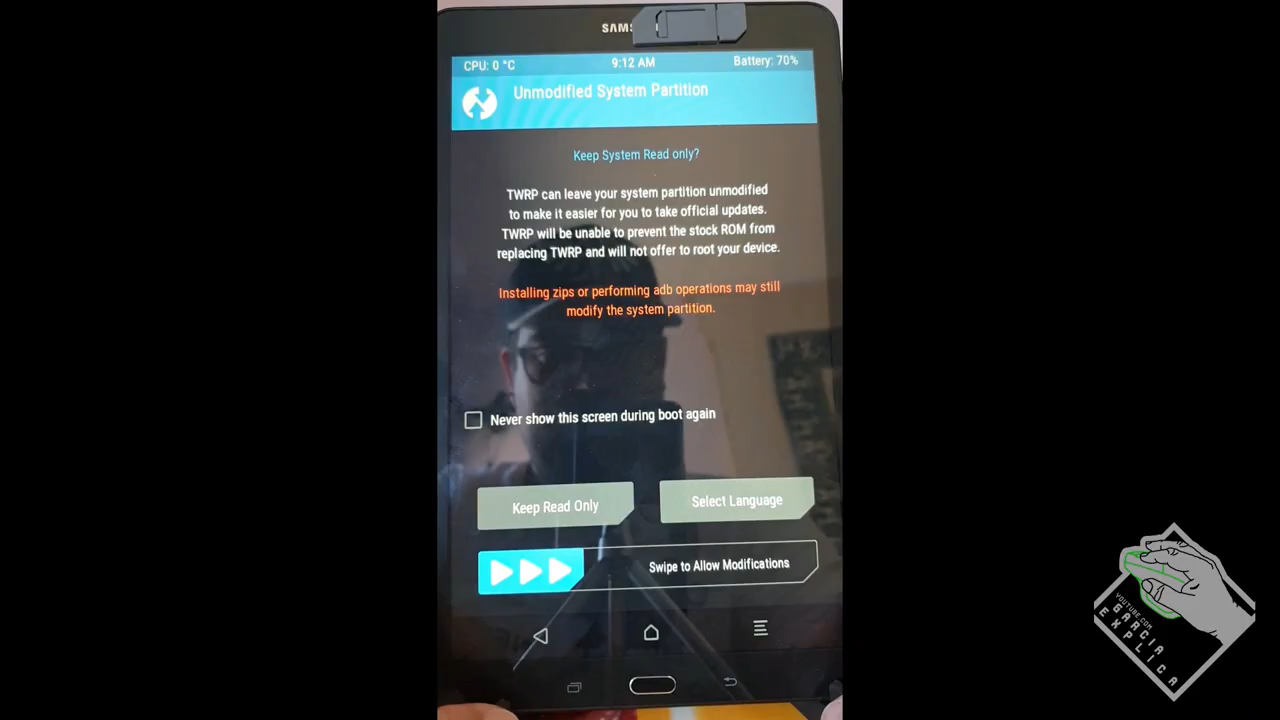 SAMS
CPU: 0 °C
9:12 AM
Battery: 70%
Unmodified System Partition
Keep System Read only?
TWRP can leave your system partition unmodified
to make it easier for you to take official updates.
TWRP will be unable to prevent the stock ROM from
replacing TWRP and will not offer to root your device.
Installing zips or performing adb operations may still
modify the system partition.
Never show this screen during boot again
Keep Read Only
Select Language
Swipe to Allow Modifications
YOUTUBE.COM
GARCIA
EXPLICA